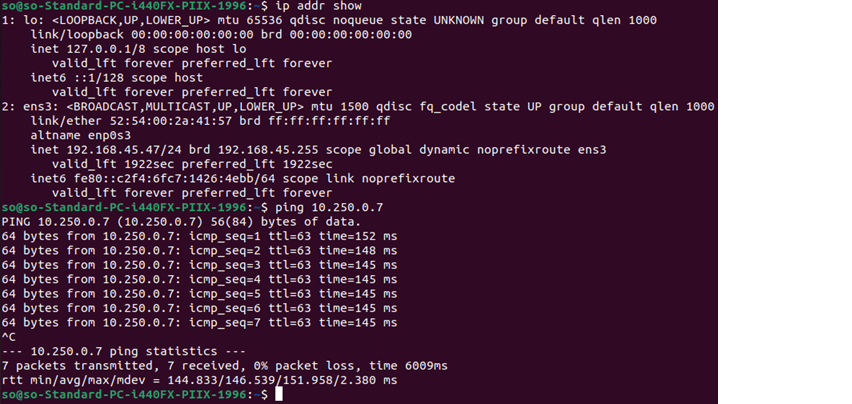 so@so-Standard-PC-i440FX-PIIX-1996:~$ ip addr show
1: lo: <LOOPBACK,UP,LOWER_UP> mtu 65536 qdisc noqueue state UNKNOWN group default qlen 1000
link/loopback 00:00:00:00:00:00 brd 00:00:00:00:00:00
inet 127.0.0.1/8 scope host lo
valid_lft forever preferred_lft forever
inet6 ::1/128 scope host
valid_lft forever preferred_lft forever
2: ens3: <BROADCAST,MULTICAST,UP,LOWER_UP> mtu 1500 qdisc fq_codel state UP group default qlen 1000
link/ether 52:54:00:2a:41:57 brd ff:ff:ff:ff:ff:ff
altname enp0s3
inet 192.168.45.47/24 brd 192.168.45.255 scope global dynamic noprefixroute ens3
valid_lft 1922sec preferred_lft 1922sec
inet6 fe80::c2f4:6fc7:1426:4ebb/64 scope link noprefixroute
valid_lft forever preferred_lft forever
so@so-Standard-PC-i440FX-PIIX-1996:~$ ping 10.250.0.7
PING 10.250.0.7 (10.250.0.7) 56(84) bytes of data.
64 bytes from 10.250.0.7: icmp_seq=1 ttl=63 time=152 ms
64 bytes from 10.250.0.7: icmp_seq=2 ttl=63 time=148 ms
64 bytes from 10.250.0.7: icmp_seq=3 ttl=63 time=145 ms
64 bytes from 10.250.0.7: icmp_seq=4 ttl=63 time=145 ms
64 bytes from 10.250.0.7: icmp_seq=5 ttl=63 time=145 ms
64 bytes from 10.250.0.7: icmp_seq=6 ttl=63 time=145 ms
64 bytes from 10.250.0.7: icmp_seq=7 ttl=63 time=145 ms
^C
--- 10.250.0.7 ping statistics ---
7 packets transmitted, 7 received, 0% packet loss, time 6009ms
rtt min/avg/max/mdev = 144.833/146.539/151.958/2.380 ms
so@so-Standard-PC-i440FX-PIIX-1996:~$